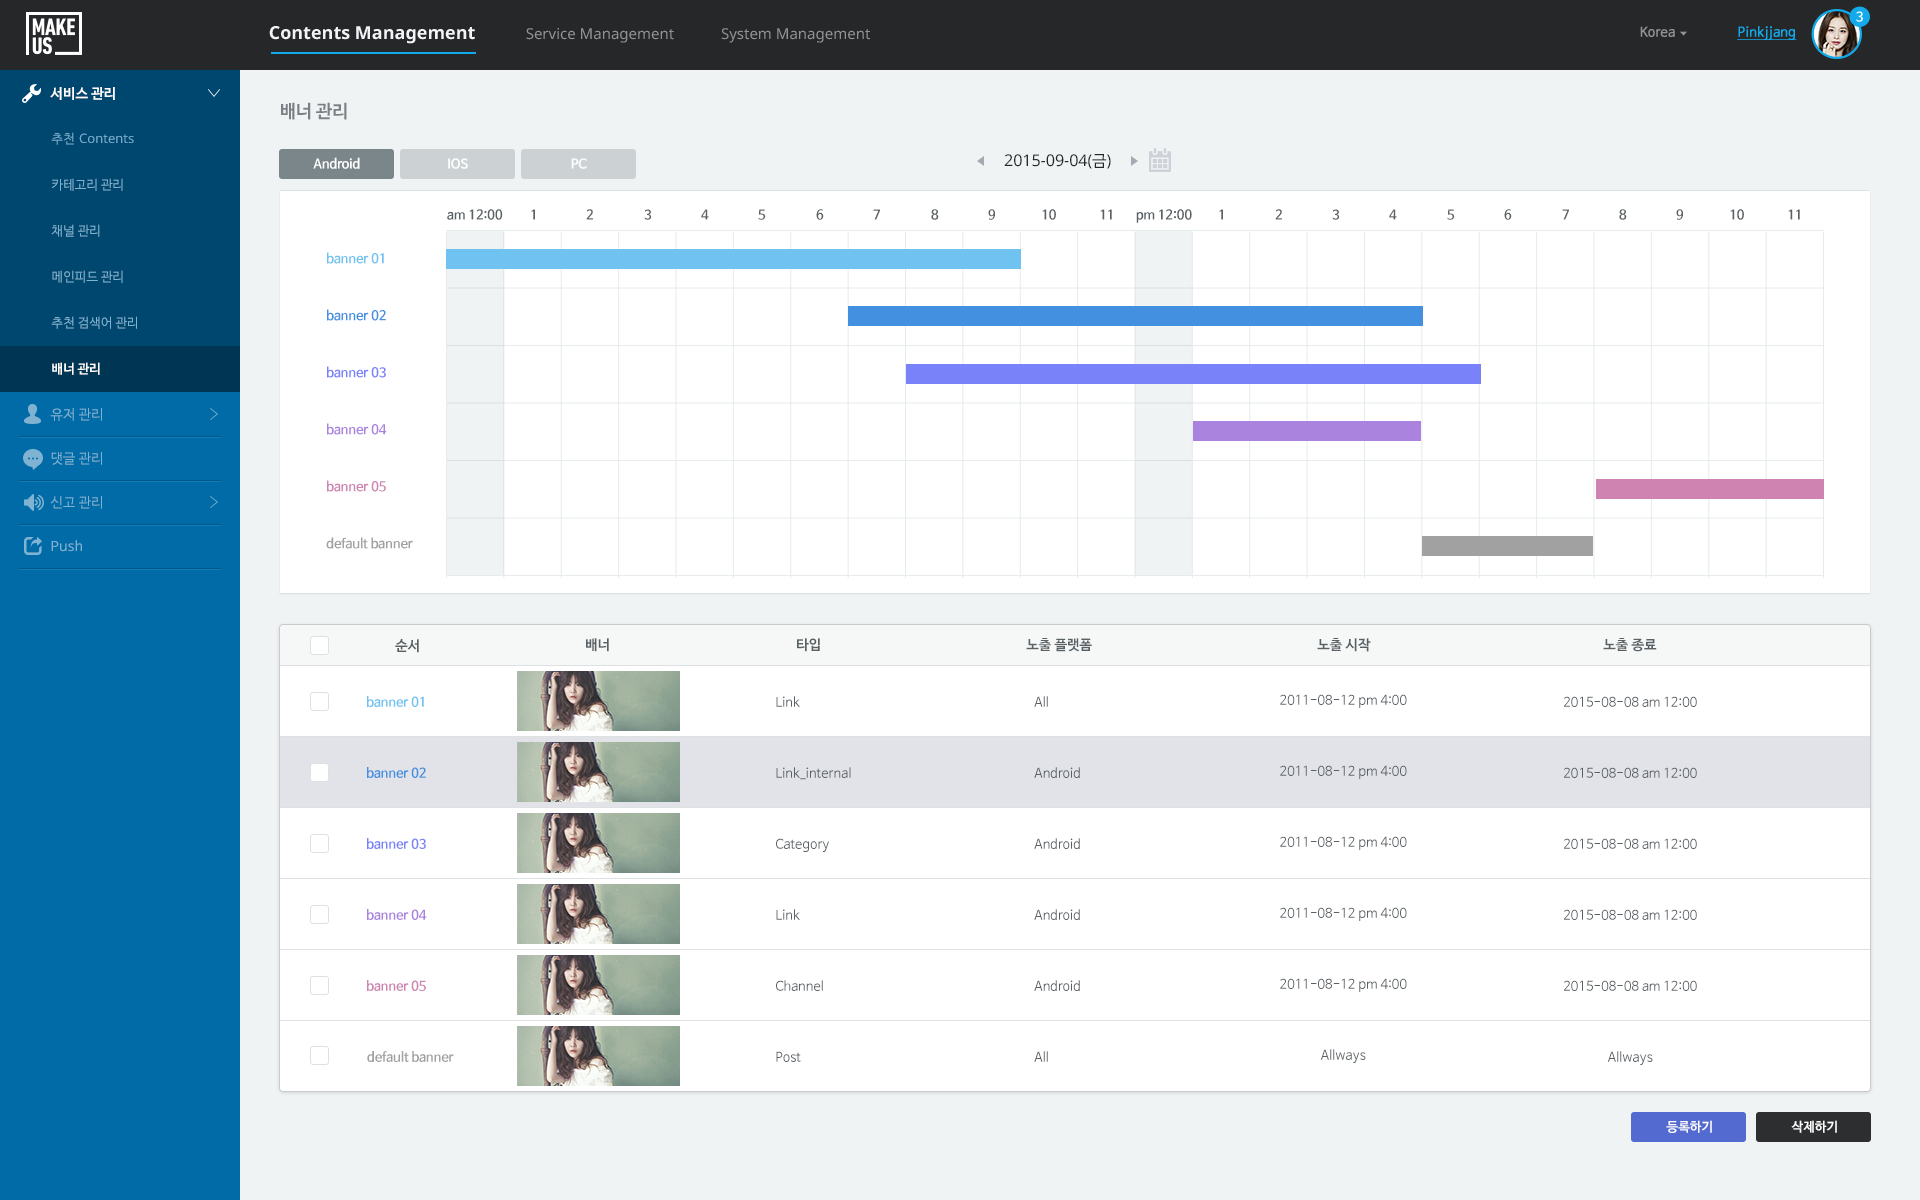 MAKE
US
Contents Management
Service Management
System Management
Korea
Pinkjjang
3
서비스 관리
추천 Contents
카테고리 관리
채널 관리
메인피드 관리
추천 검색어 관리
배너 관리
유저 관리
댓글 관리
신고 관리
Push
배너 관리
Android IOS PC
2015-09-04(금)
am 12:00 1 2 3 4 5 6 7 8 9 10 11 pm 12:00 1 2 3 4 5 6 7 8 9 10 11
banner 01
banner 02
banner 03
banner 04
banner 05
default banner
순서 배너 타입 노출 플랫폼 노출 시작 노출 종료
banner 01 Link All 2011-08-12 pm 4:00 2015-08-08 am 12:00
banner 02 Link_internal Android 2011-08-12 pm 4:00 2015-08-08 am 12:00
banner 03 Category Android 2011-08-12 pm 4:00 2015-08-08 am 12:00
banner 04 Link Android 2011-08-12 pm 4:00 2015-08-08 am 12:00
banner 05 Channel Android 2011-08-12 pm 4:00 2015-08-08 am 12:00
default banner Post All Allways Allways
등록하기 삭제하기